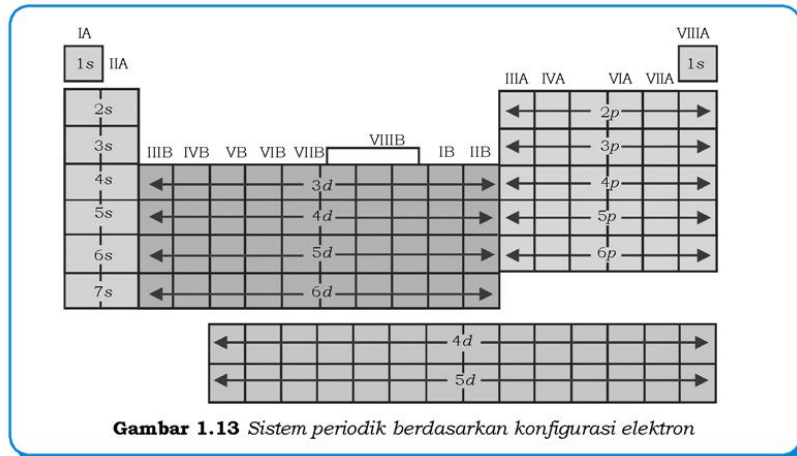 IA VIIIA
1s IIA 1s
IIIA IVA VIA VIIA
2s 2p
3s 3p
IIIB IVB VB VIB VIIB VIIIB IB IIB
4s 3d 4p
5s 4d 5p
6s 5d 6p
7s 6d
4d
5d
Gambar 1.13 Sistem periodik berdasarkan konfigurasi elektron